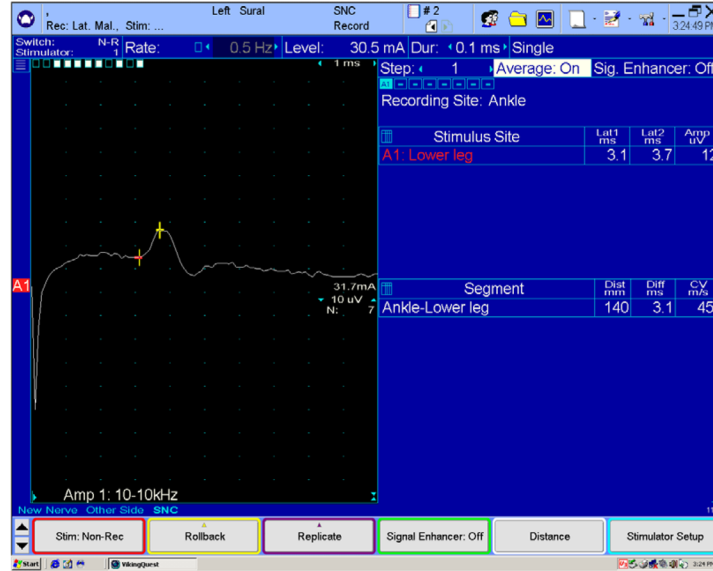 Left Sural SNC # 2
Rec: Lat. Mal., Stim: ... Record 3:24:49 PM
Switch: N-R Rate: 0.5 Hz Level: 30.5 mA Dur: 0.1 ms Single
Stimulator: 1
1 ms Step: 1 Average: On Sig. Enhancer: Off
A1
Recording Site: Ankle
Stimulus Site Lat1 ms Lat2 ms Amp uV
A1: Lower leg 3.1 3.7 12
A1
31.7mA
10 uV
N: 7
Segment Dist mm Diff ms CV m/s
Ankle-Lower leg 140 3.1 45
Amp 1: 10-10kHz
New Nerve Other Side SNC
Stim: Non-Rec Rollback Replicate Signal Enhancer: Off Distance Stimulator Setup
Start VikingQuest 3:24 PM